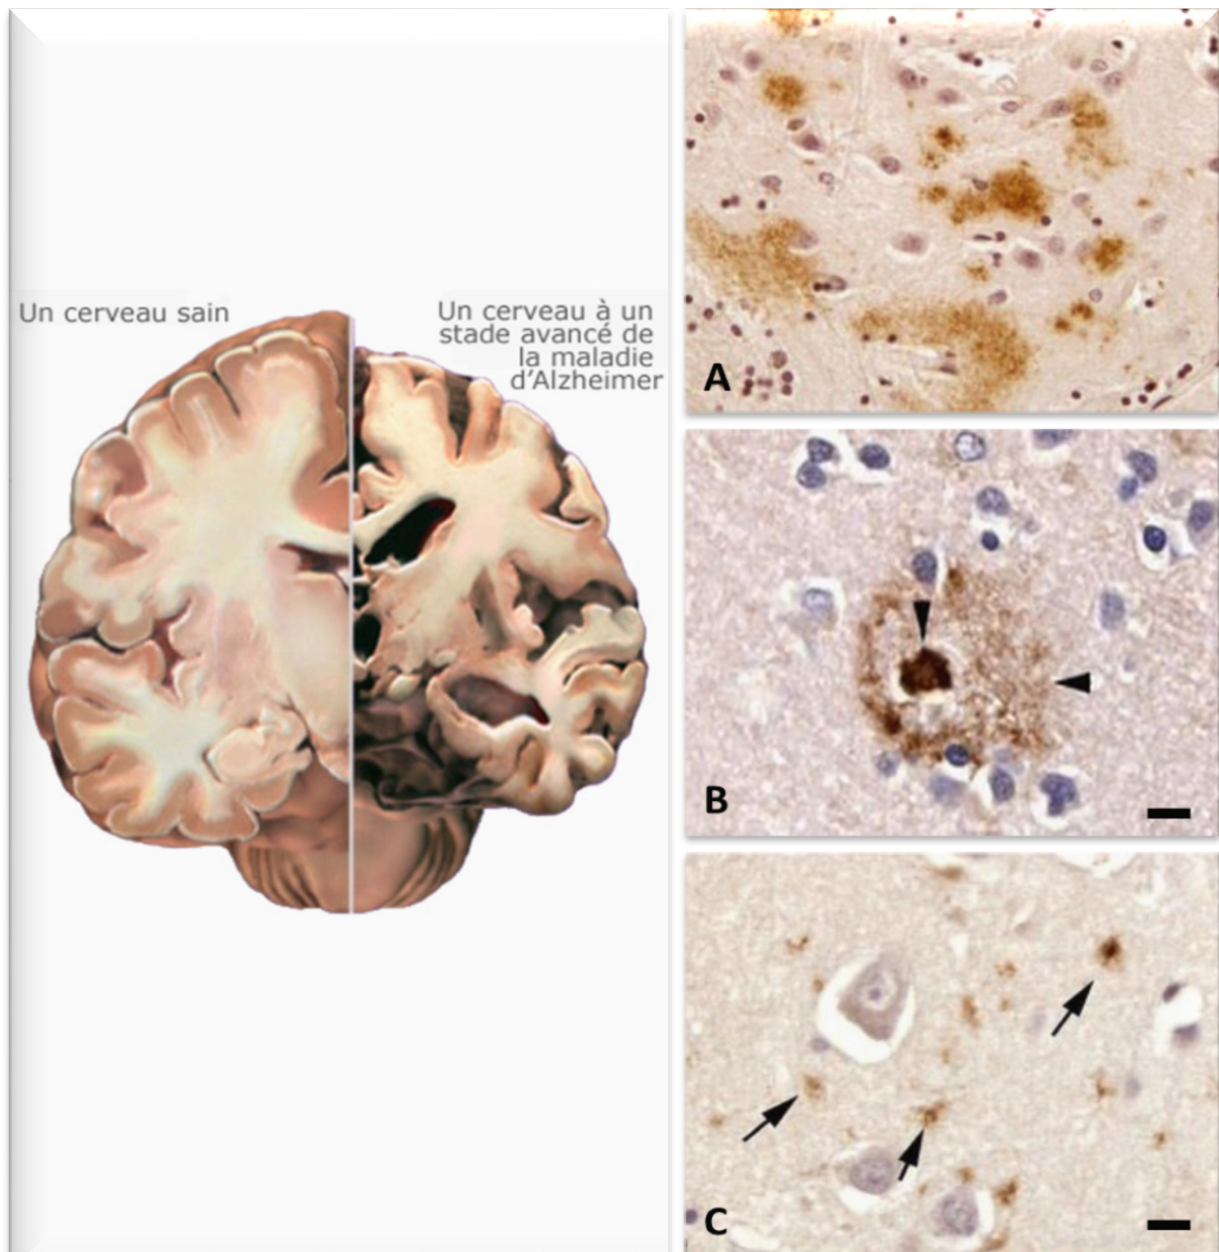 Un cerveau sain
Un cerveau à un
stade avancé de
la maladie
d'Alzheimer
A
B
C